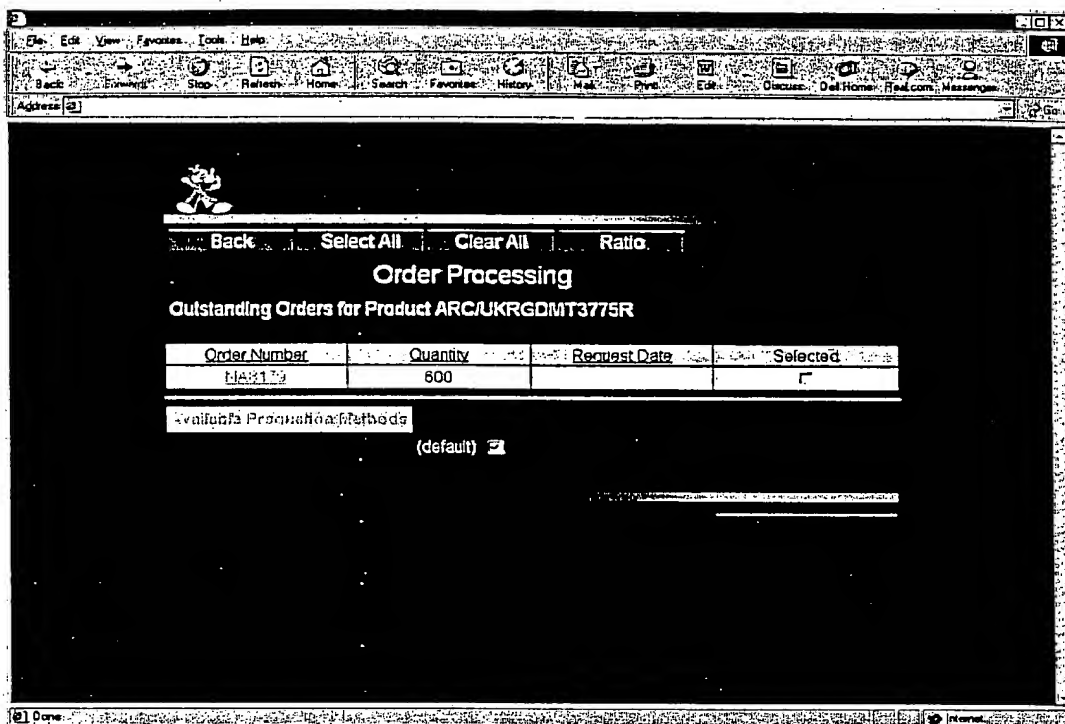 File Edit View Favorites Tools Help
Back Forward Stop Refresh Home Search Favorites History Mail Print Edit Discuss Dell Home Real.com Messenger
Address Go
Back Select All Clear All Ratio
Order Processing
Outstanding Orders for Product ARC/UKRGDMT3775R
Order Number Quantity Request Date Selected
600
Available Production Methods
(default)
Done Internet